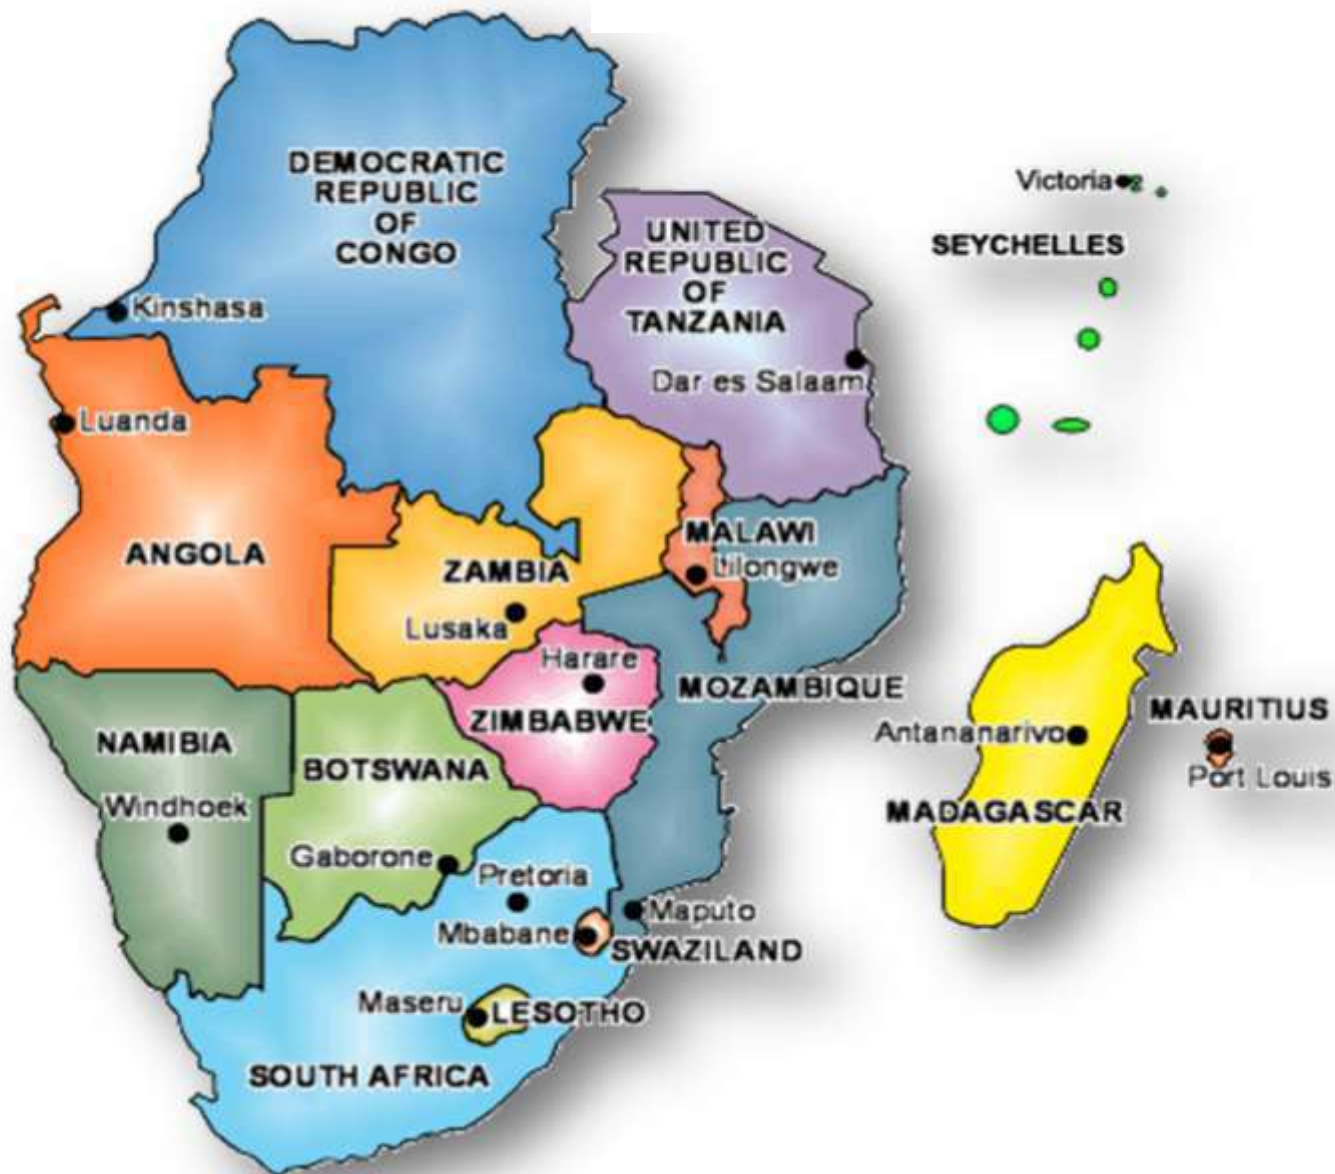 DEMOCRATIC
REPUBLIC
OF
CONGO
Kinshasa
UNITED
REPUBLIC
OF
TANZANIA
Dar es Salaam
Victoria
SEYCHELLES
Luanda
ANGOLA
ZAMBIA
Lusaka
MALAWI
Lilongwe
Harare
ZIMBABWE
MOZAMBIQUE
NAMIBIA
Windhoek
BOTSWANA
Gaborone
Antananarivo
MADAGASCAR
MAURITIUS
Port Louis
Pretoria
Mbabane
SWAZILAND
Maputo
Maseru
LESOTHO
SOUTH AFRICA